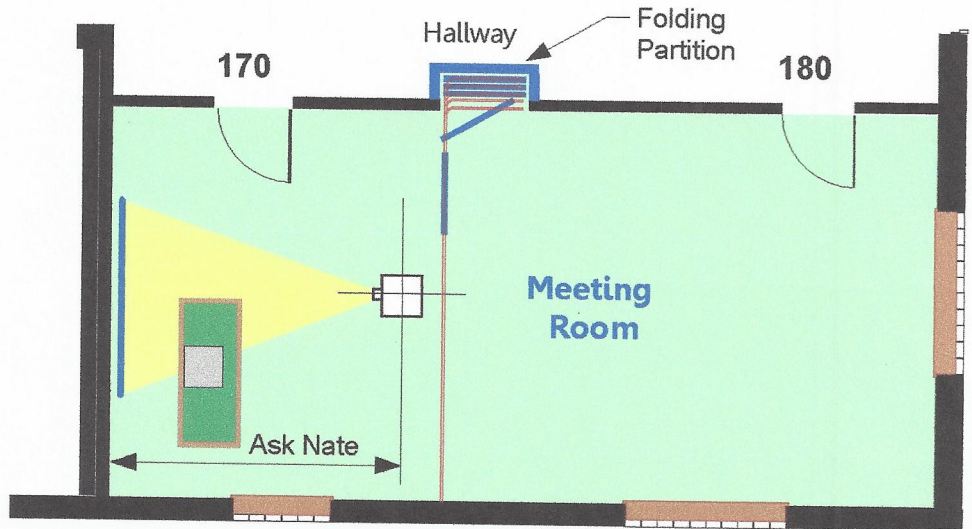 Hallway
Folding
Partition
170
180
Meeting
Room
Ask Nate